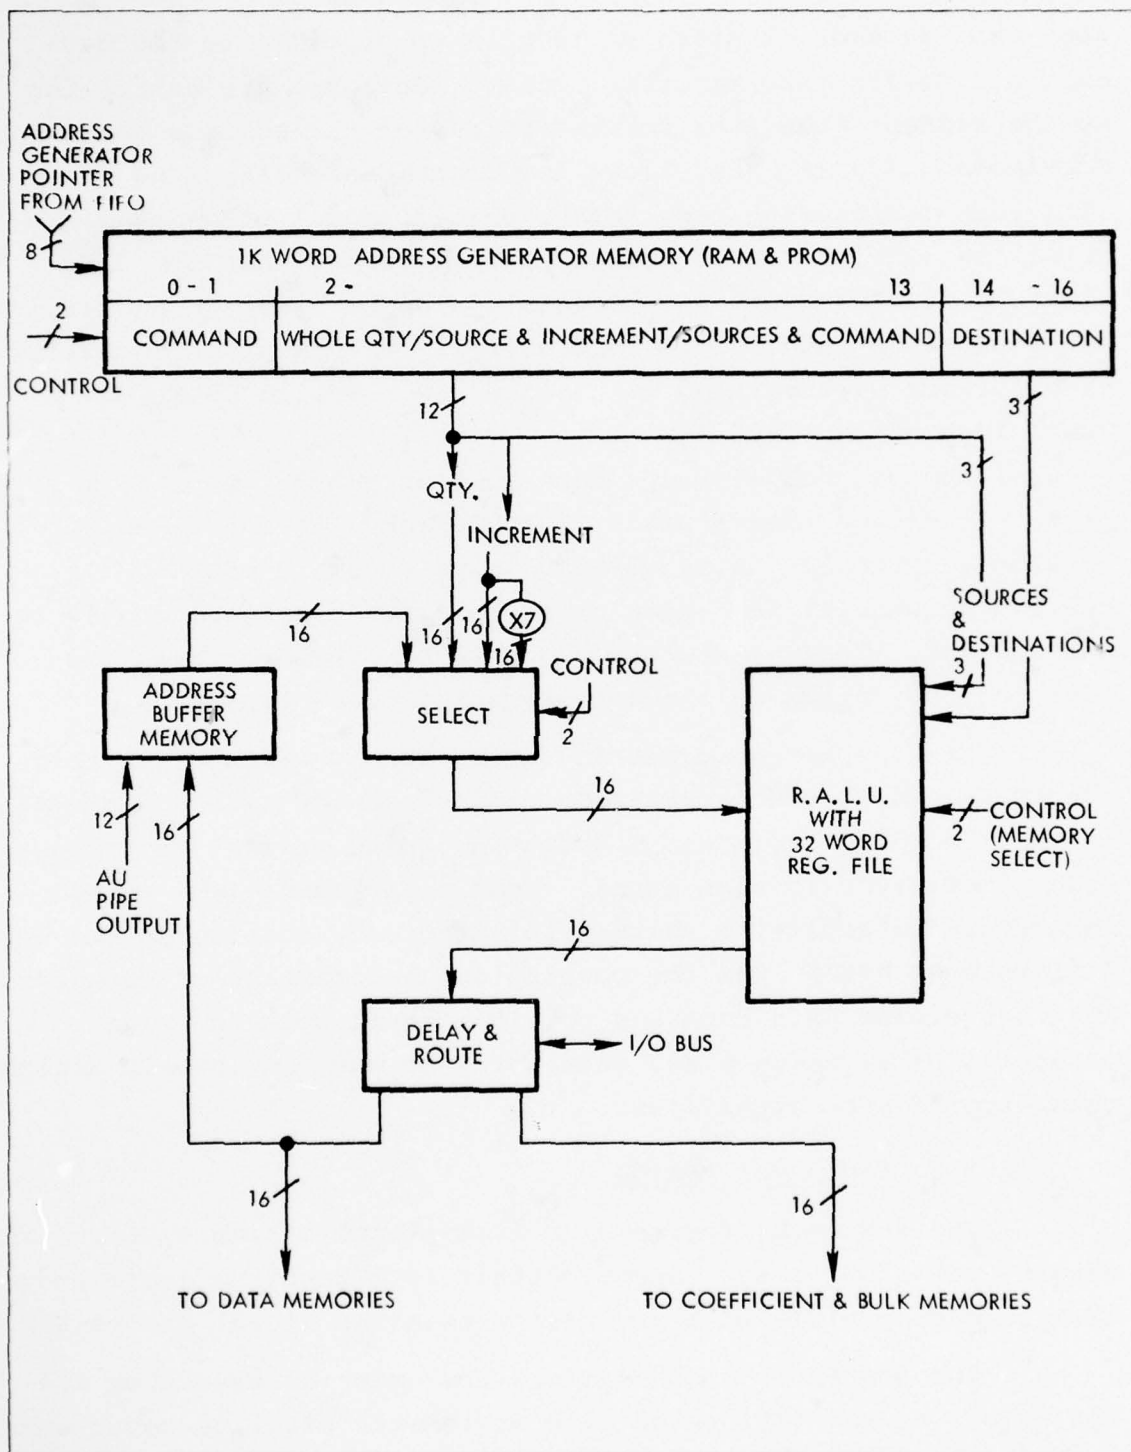 ADDRESS
GENERATOR
POINTER
FROM FIFO
8
1K WORD ADDRESS GENERATOR MEMORY (RAM & PROM)
0 - 1
2 -
13
14 - 16
2
COMMAND
WHOLE QTY/SOURCE & INCREMENT/SOURCES & COMMAND
DESTINATION
CONTROL
12
3
3
QTY.
INCREMENT
SOURCES
&
DESTINATIONS
16
16
16
X7
16
CONTROL
3
ADDRESS
BUFFER
MEMORY
SELECT
2
16
R. A. L. U.
WITH
32 WORD
REG. FILE
CONTROL
(MEMORY
SELECT)
2
12
16
AU
PIPE
OUTPUT
16
DELAY &
ROUTE
I/O BUS
16
16
TO DATA MEMORIES
TO COEFFICIENT & BULK MEMORIES